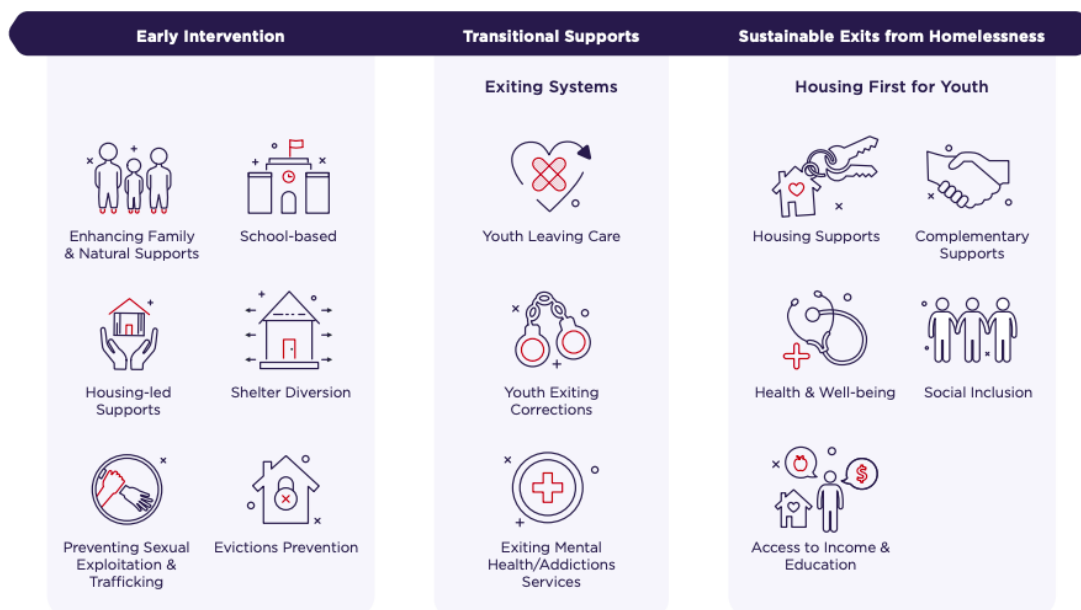 Early Intervention
Transitional Supports
Sustainable Exits from Homelessness
Exiting Systems
Housing First for Youth
Enhancing Family
& Natural Supports
School-based
Youth Leaving Care
Housing Supports
Complementary
Supports
Housing-led
Supports
Shelter Diversion
Youth Exiting
Corrections
Health & Well-being
Social Inclusion
$
Preventing Sexual
Exploitation &
Trafficking
Evictions Prevention
Exiting Mental
Health/Addictions
Services
Access to Income &
Education